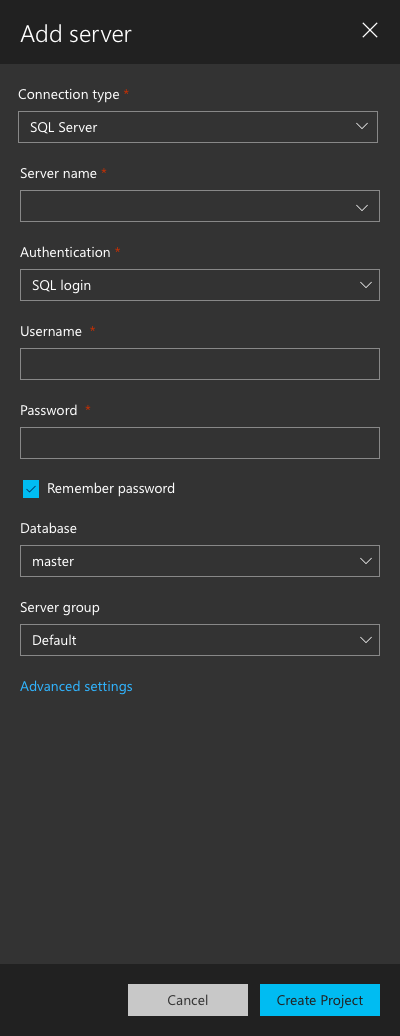 Add server
Connection type *
SQL Server
Server name *
Authentication *
SQL login
Username *
Password *
Remember password
Database
master
Server group
Default
Advanced settings
Cancel
Create Project